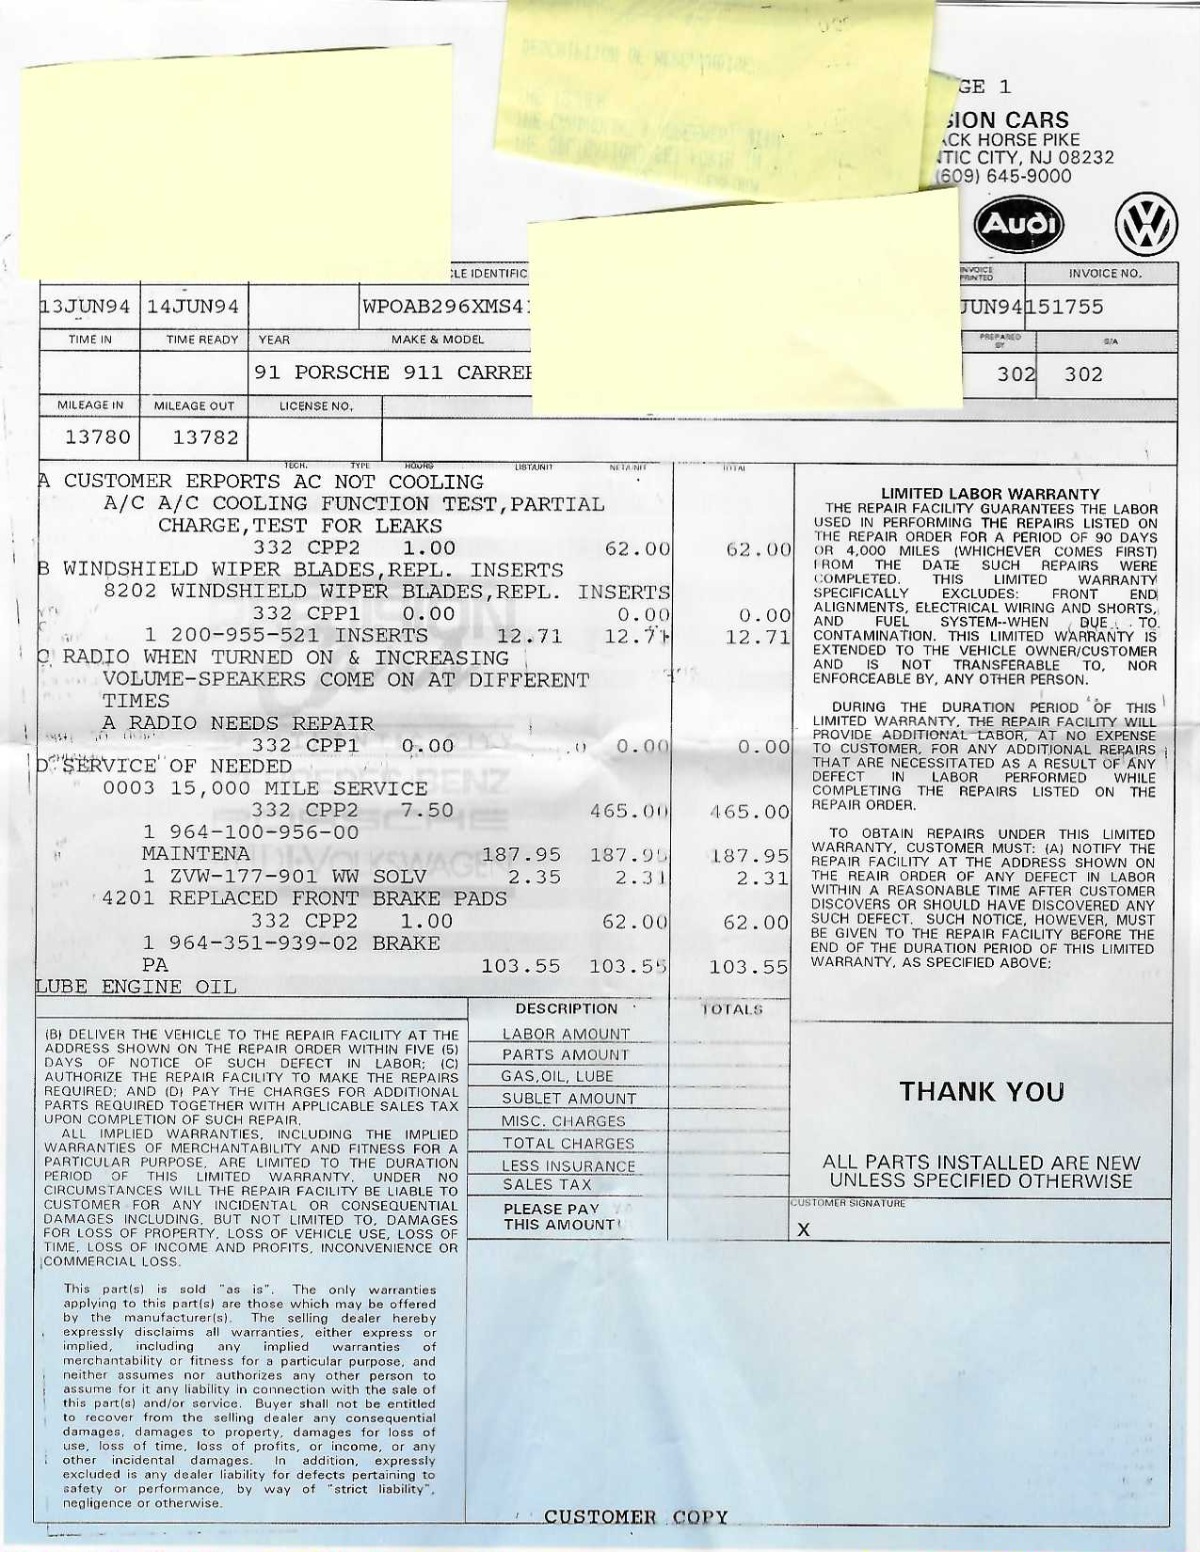 GE 1
SION CARS
ACK HORSE PIKE
NTIC CITY, NJ 08232
(609) 645-9000
Audi
CLE IDENTIFIC
INVOICE PRINTED
INVOICE NO.
13JUN94 14JUN94 WPOAB296XMS41 JUN94 151755
TIME IN TIME READY YEAR MAKE & MODEL PREPARED BY S/A
91 PORSCHE 911 CARRE 302 302
MILEAGE IN MILEAGE OUT LICENSE NO.
13780 13782
TECH. TYPE HOURS LIST/UNIT NET/UNIT TOTAL
A CUSTOMER ERPORTS AC NOT COOLING
A/C A/C COOLING FUNCTION TEST,PARTIAL
CHARGE,TEST FOR LEAKS
332 CPP2 1.00 62.00 62.00
B WINDSHIELD WIPER BLADES,REPL. INSERTS
8202 WINDSHIELD WIPER BLADES,REPL. INSERTS
332 CPP1 0.00 0.00 0.00
1 200-955-521 INSERTS 12.71 12.71 12.71
C RADIO WHEN TURNED ON & INCREASING
VOLUME-SPEAKERS COME ON AT DIFFERENT
TIMES
A RADIO NEEDS REPAIR
332 CPP1 0.00 0.00 0.00
D SERVICE OF NEEDED
0003 15,000 MILE SERVICE
332 CPP2 7.50 465.00 465.00
1 964-100-956-00
MAINTENA 187.95 187.95 187.95
1 ZVW-177-901 WW SOLV 2.35 2.31 2.31
4201 REPLACED FRONT BRAKE PADS
332 CPP2 1.00 62.00 62.00
1 964-351-939-02 BRAKE
PA 103.55 103.55 103.55
LUBE ENGINE OIL
LIMITED LABOR WARRANTY
THE REPAIR FACILITY GUARANTEES THE LABOR
USED IN PERFORMING THE REPAIRS LISTED ON
THE REPAIR ORDER FOR A PERIOD OF 90 DAYS
OR 4,000 MILES (WHICHEVER COMES FIRST)
FROM THE DATE SUCH REPAIRS WERE
COMPLETED. THIS LIMITED WARRANTY
SPECIFICALLY EXCLUDES: FRONT END
ALIGNMENTS, ELECTRICAL WIRING AND SHORTS,
AND FUEL SYSTEM--WHEN DUE TO
CONTAMINATION. THIS LIMITED WARRANTY IS
EXTENDED TO THE VEHICLE OWNER/CUSTOMER
AND IS NOT TRANSFERABLE TO, NOR
ENFORCEABLE BY, ANY OTHER PERSON.
DURING THE DURATION PERIOD OF THIS
LIMITED WARRANTY, THE REPAIR FACILITY WILL
PROVIDE ADDITIONAL LABOR, AT NO EXPENSE
TO CUSTOMER, FOR ANY ADDITIONAL REPAIRS
THAT ARE NECESSITATED AS A RESULT OF ANY
DEFECT IN LABOR PERFORMED WHILE
COMPLETING THE REPAIRS LISTED ON THE
REPAIR ORDER.
TO OBTAIN REPAIRS UNDER THIS LIMITED
WARRANTY, CUSTOMER MUST: (A) NOTIFY THE
REPAIR FACILITY AT THE ADDRESS SHOWN ON
THE REAIR ORDER OF ANY DEFECT IN LABOR
WITHIN A REASONABLE TIME AFTER CUSTOMER
DISCOVERS OR SHOULD HAVE DISCOVERED ANY
SUCH DEFECT. SUCH NOTICE, HOWEVER, MUST
BE GIVEN TO THE REPAIR FACILITY BEFORE THE
END OF THE DURATION PERIOD OF THIS LIMITED
WARRANTY, AS SPECIFIED ABOVE;
(B) DELIVER THE VEHICLE TO THE REPAIR FACILITY AT THE
ADDRESS SHOWN ON THE REPAIR ORDER WITHIN FIVE (5)
DAYS OF NOTICE OF SUCH DEFECT IN LABOR; (C)
AUTHORIZE THE REPAIR FACILITY TO MAKE THE REPAIRS
REQUIRED; AND (D) PAY THE CHARGES FOR ADDITIONAL
PARTS REQUIRED TOGETHER WITH APPLICABLE SALES TAX
UPON COMPLETION OF SUCH REPAIR.
ALL IMPLIED WARRANTIES, INCLUDING THE IMPLIED
WARRANTIES OF MERCHANTABILITY AND FITNESS FOR A
PARTICULAR PURPOSE, ARE LIMITED TO THE DURATION
PERIOD OF THIS LIMITED WARRANTY. UNDER NO
CIRCUMSTANCES WILL THE REPAIR FACILITY BE LIABLE TO
CUSTOMER FOR ANY INCIDENTAL OR CONSEQUENTIAL
DAMAGES INCLUDING, BUT NOT LIMITED TO, DAMAGES
FOR LOSS OF PROPERTY, LOSS OF VEHICLE USE, LOSS OF
TIME, LOSS OF INCOME AND PROFITS, INCONVENIENCE OR
COMMERCIAL LOSS.
This part(s) is sold "as is". The only warranties
applying to this part(s) are those which may be offered
by the manufacturer(s). The selling dealer hereby
expressly disclaims all warranties, either express or
implied, including any implied warranties of
merchantability or fitness for a particular purpose, and
neither assumes nor authorizes any other person to
assume for it any liability in connection with the sale of
this part(s) and/or service. Buyer shall not be entitled
to recover from the selling dealer any consequential
damages, damages to property, damages for loss of
use, loss of time, loss of profits, or income, or any
other incidental damages. In addition, expressly
excluded is any dealer liability for defects pertaining to
safety or performance, by way of "strict liability",
negligence or otherwise.
DESCRIPTION TOTALS
LABOR AMOUNT
PARTS AMOUNT
GAS,OIL, LUBE
SUBLET AMOUNT
MISC. CHARGES
TOTAL CHARGES
LESS INSURANCE
SALES TAX
PLEASE PAY
THIS AMOUNT
THANK YOU
ALL PARTS INSTALLED ARE NEW
UNLESS SPECIFIED OTHERWISE
CUSTOMER SIGNATURE
X
CUSTOMER COPY